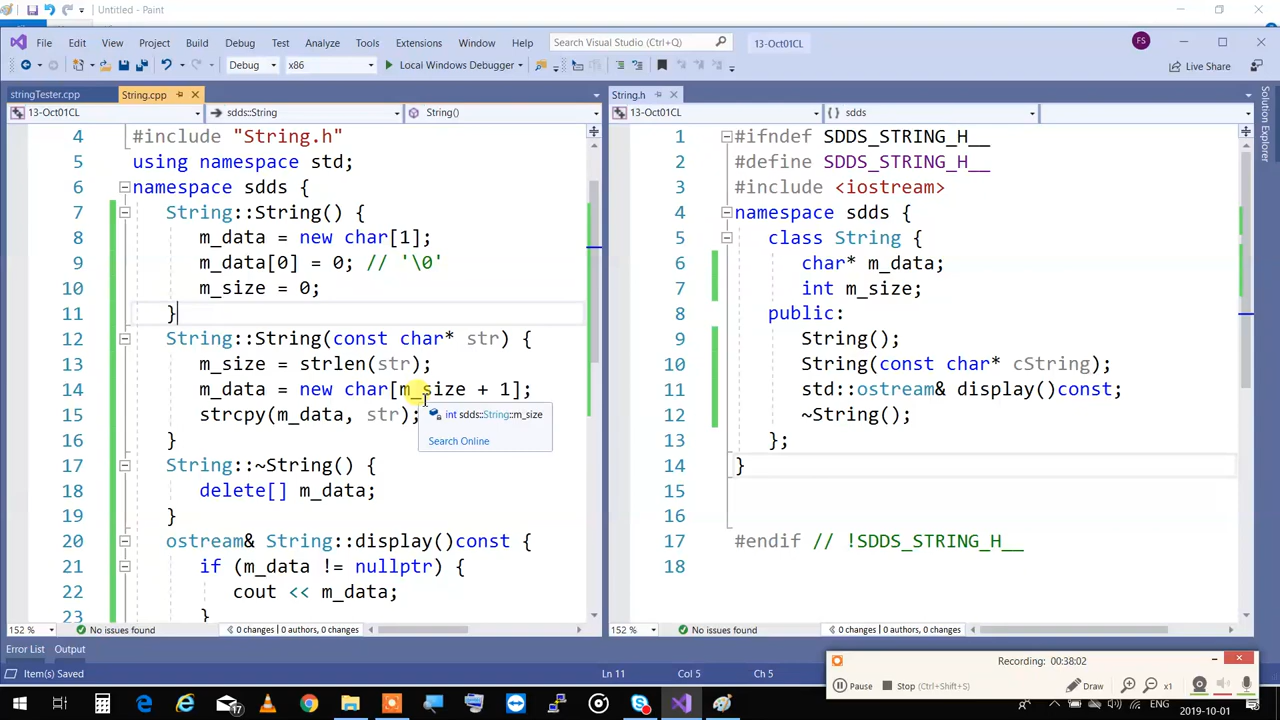 Untitled - Paint
File Edit View Project Build Debug Test Analyze Tools Extensions Window Help Search Visual Studio (Ctrl+Q) 13-Oct01CL FS
Debug x86 Local Windows Debugger Live Share
stringTester.cpp String.cpp String.h
13-Oct01CL sdds::String String() 13-Oct01CL sdds
4 #include "String.h"
5 using namespace std;
6 namespace sdds {
7 String::String() {
8 m_data = new char[1];
9 m_data[0] = 0; // '\0'
10 m_size = 0;
11 }
12 String::String(const char* str) {
13 m_size = strlen(str);
14 m_data = new char[m_size + 1];
15 strcpy(m_data, str);
int sdds::String::m_size
Search Online
16 }
17 String::~String() {
18 delete[] m_data;
19 }
20 ostream& String::display()const {
21 if (m_data != nullptr) {
22 cout << m_data;
23 }
1 #ifndef SDDS_STRING_H__
2 #define SDDS_STRING_H__
3 #include <iostream>
4 namespace sdds {
5 class String {
6 char* m_data;
7 int m_size;
8 public:
9 String();
10 String(const char* cString);
11 std::ostream& display()const;
12 ~String();
13 };
14 }
15
16
17 #endif // !SDDS_STRING_H__
18
Solution Explorer
152 % No issues found 0 changes | 0 authors, 0 changes 152 % No issues found 0 changes | 0 authors, 0 changes
Error List Output
Item(s) Saved Ln 11 Col 5 Ch 5
Recording: 00:38:02
Pause Stop (Ctrl+Shift+S) Draw x1
17 ENG 2019-10-01